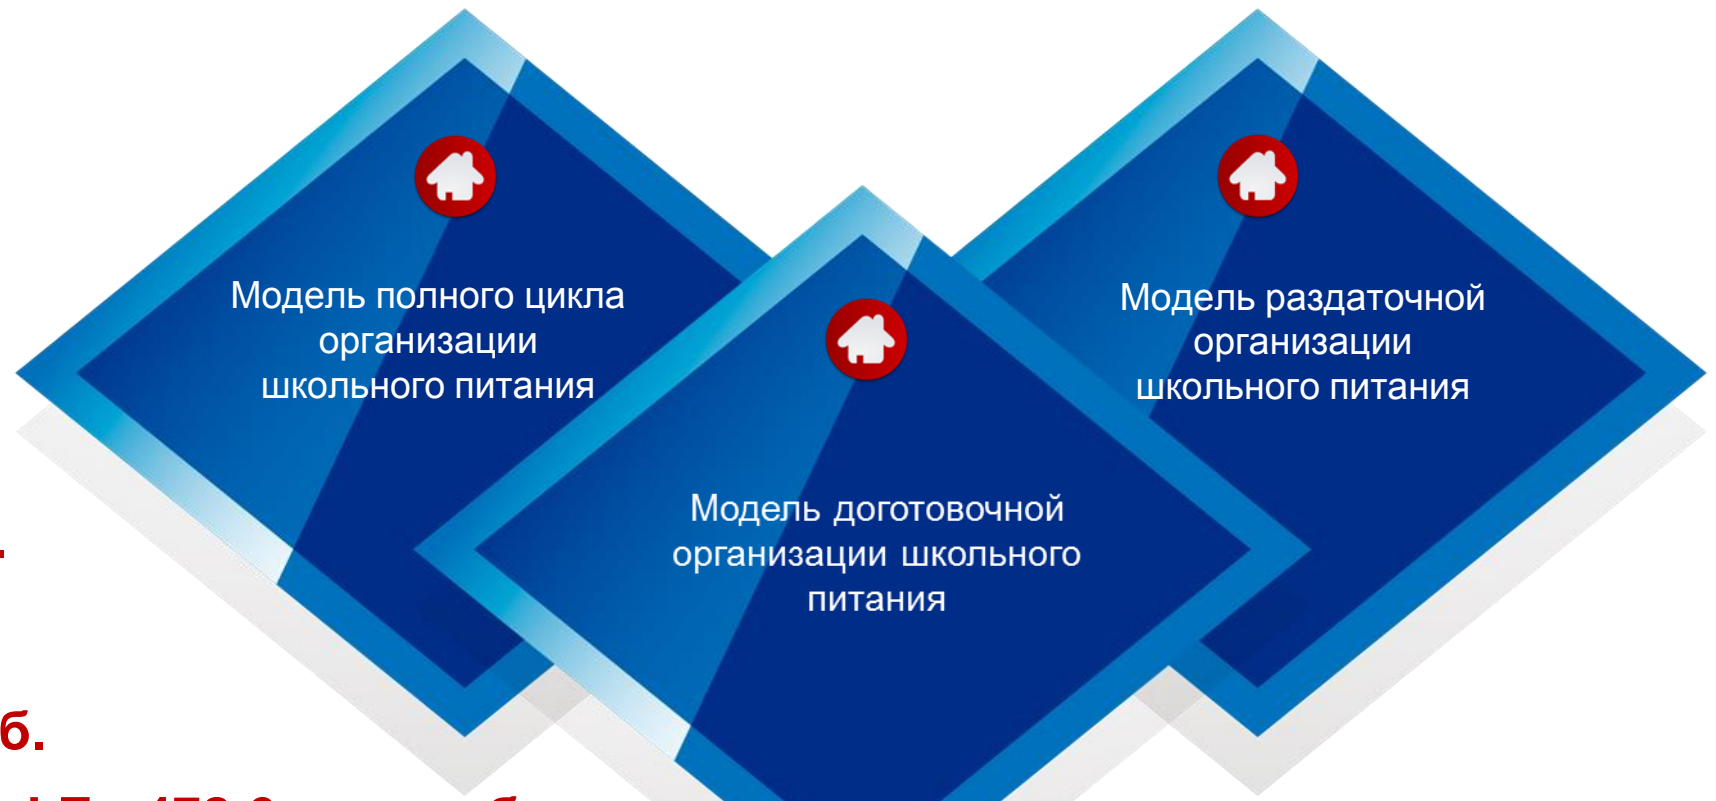 Модель полного цикла
организации
школьного питания
Модель раздаточной
организации
школьного питания
Модель доготовочной
организации школьного
питания
б.